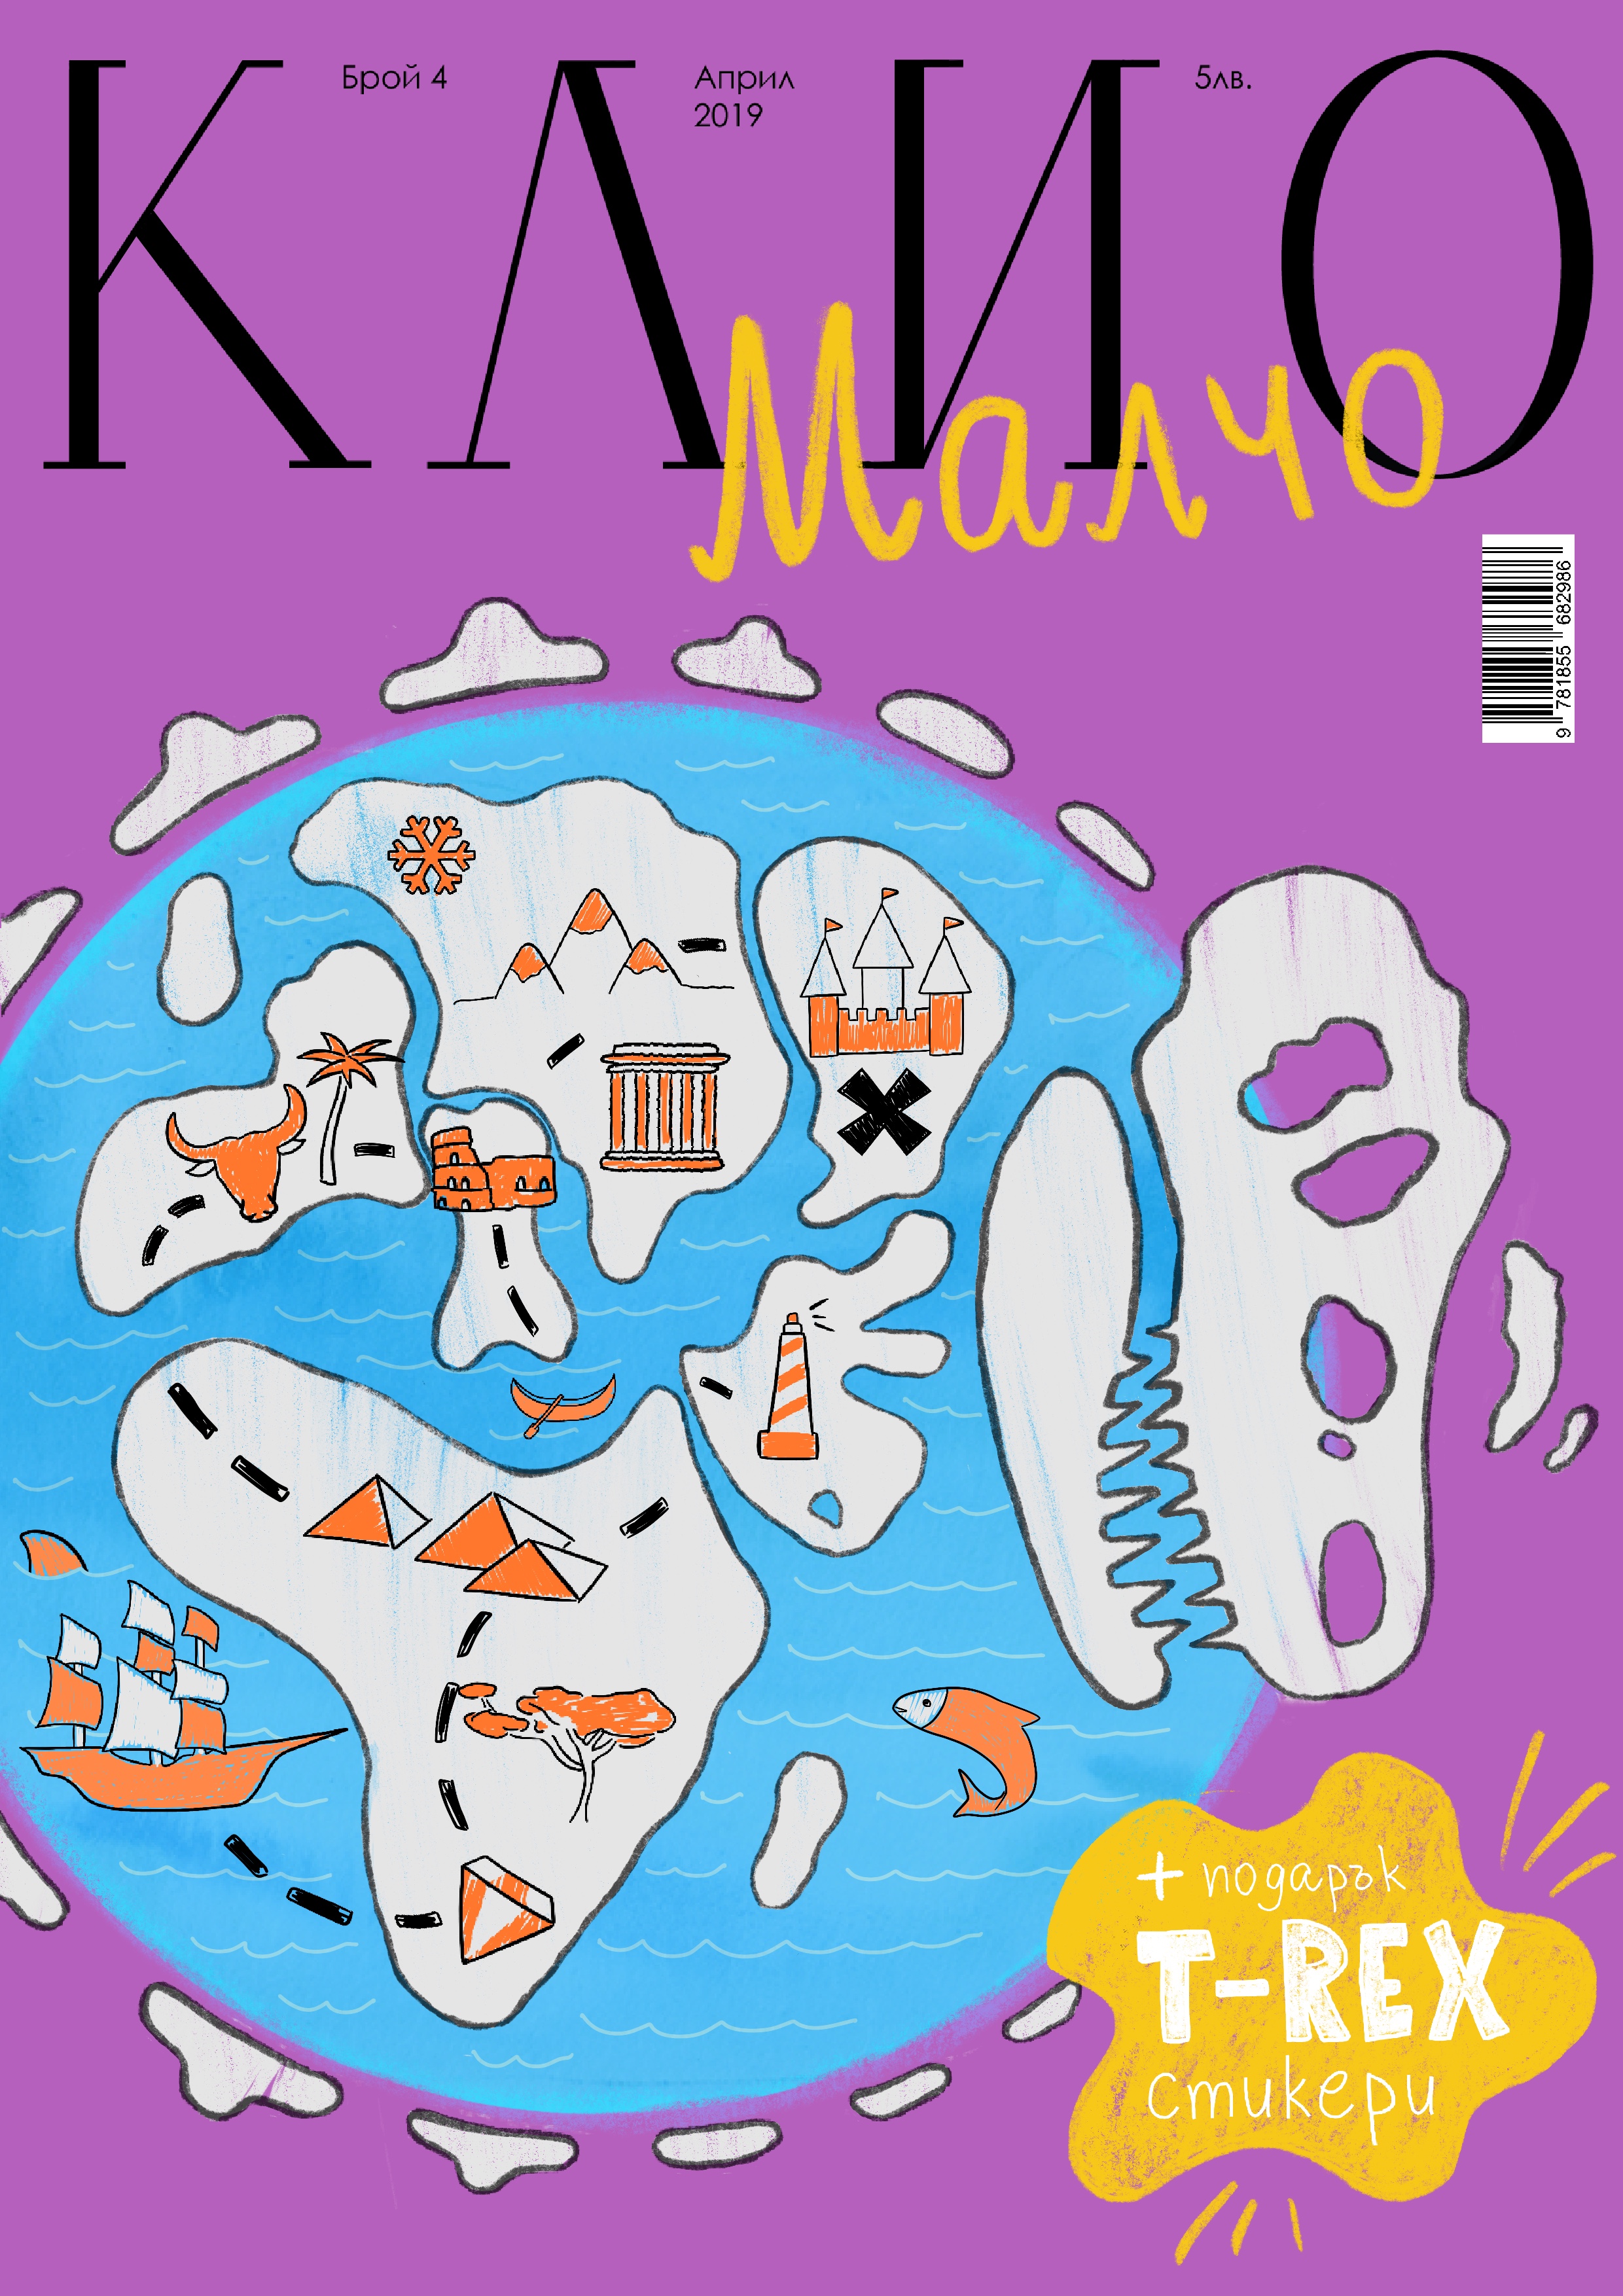 КЛИО
Брой 4
Април
2019
5лв.
Малчо
9 781855 682986
+ подарък
T-REX
стикери